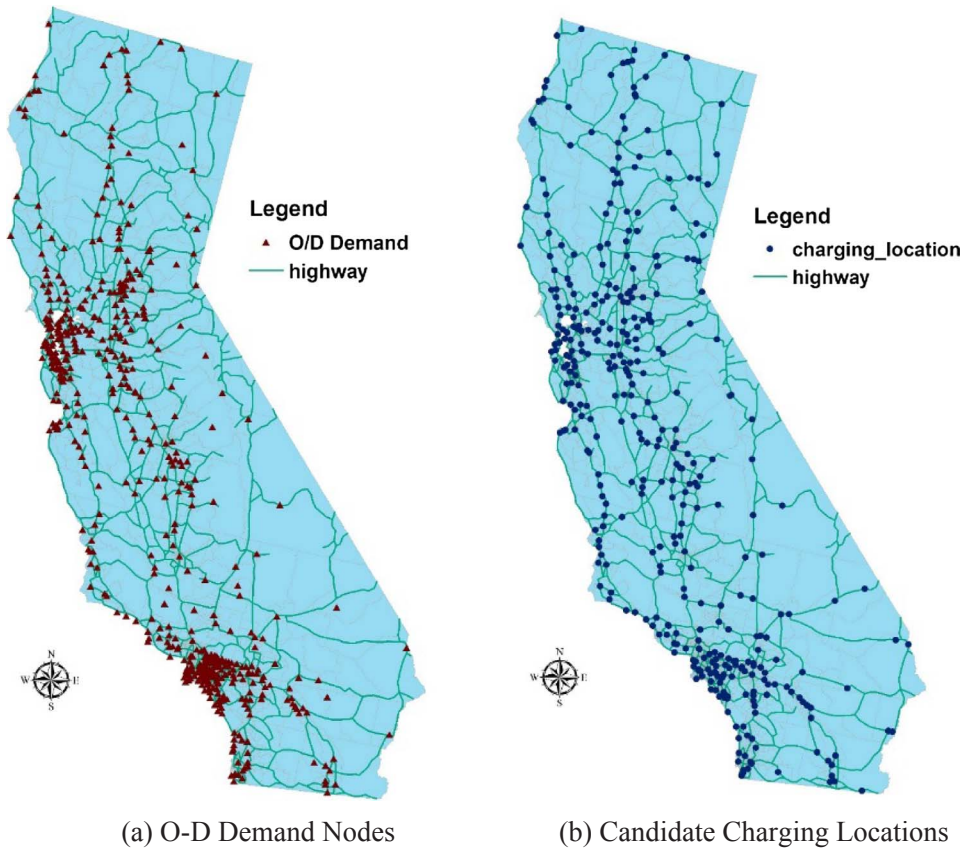 Legend
O/D Demand
highway
N
W E
S
(a) O-D Demand Nodes
Legend
charging_location
highway
N
W E
S
(b) Candidate Charging Locations